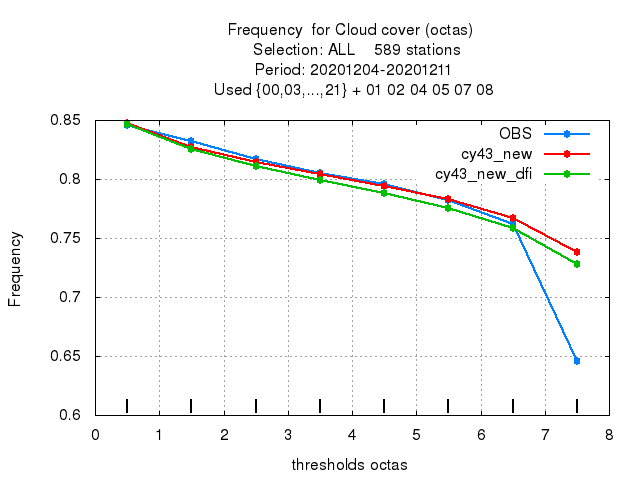 Frequency  for Cloud cover (octas)
Selection: ALL    589 stations
Period: 20201204-20201211
Used {00,03,...,21} + 01 02 04 05 07 08
OBS
cy43_new
cy43_new_dfi
Frequency
0.85
0.8
0.75
0.7
0.65
0.6
0 1 2 3 4 5 6 7 8
thresholds octas